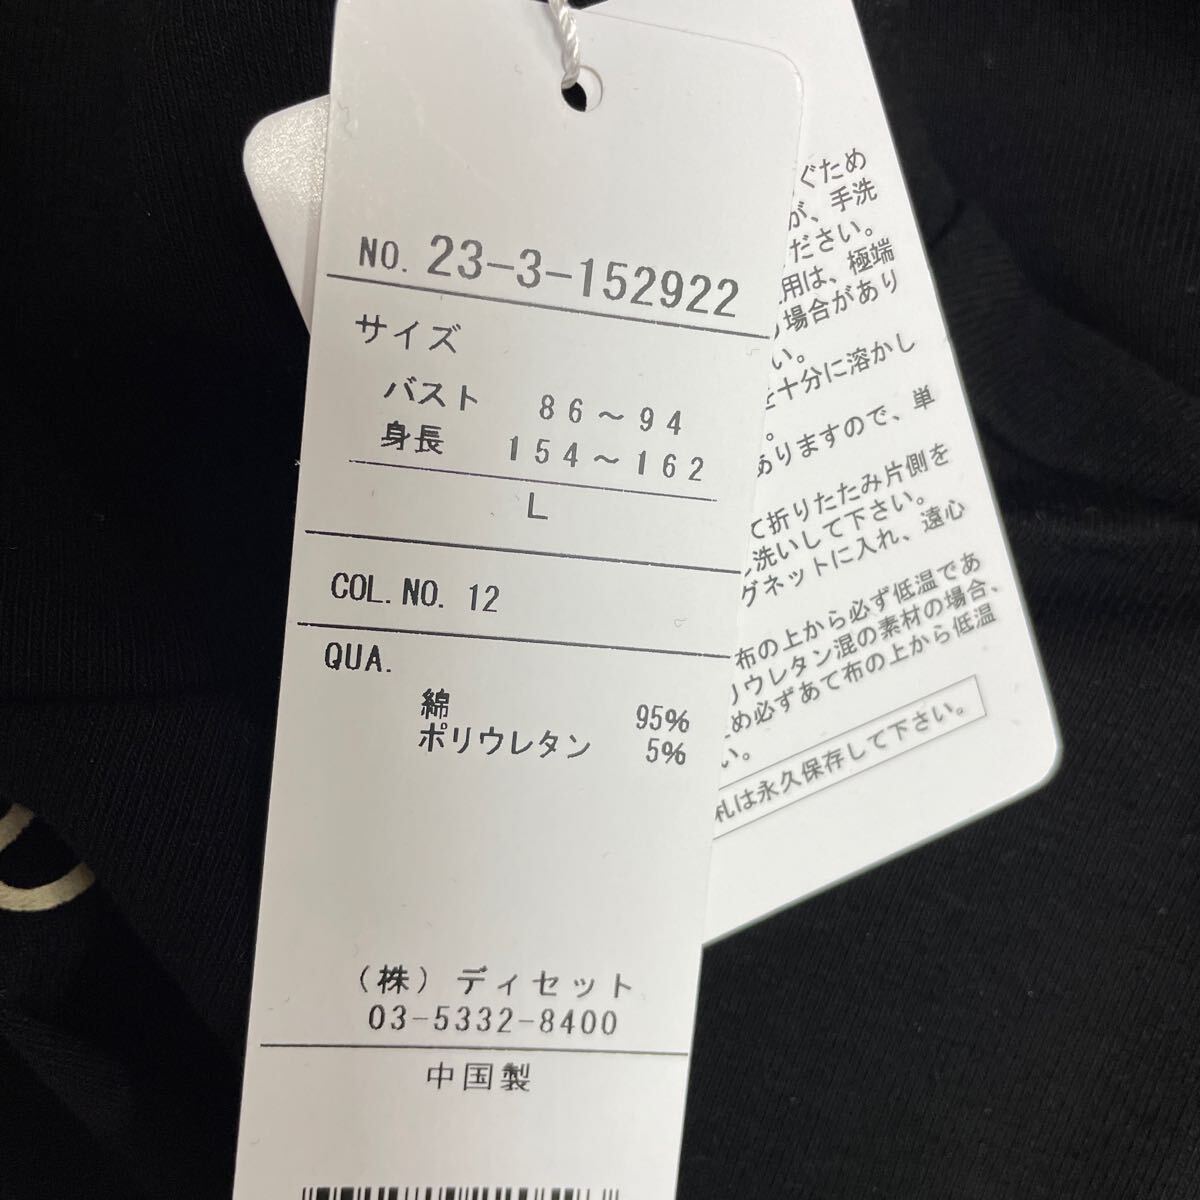 NO. 23-3-152922
サイズ
バスト 86～94
身長 154～162
L
COL.NO. 12
QUA.
綿 95%
ポリウレタン 5%
(株) ディセット
03-5332-8400
中国製
ぐため
が、手洗
ださい。
用は、極端
場合があり
い。
を十分に溶かし
。
ありますので、単
て折りたたみ片側を
洗いして下さい。
グネットに入れ、遠心
布の上から必ず低温であ
リウレタン混の素材の場合、
め必ずあて布の上から低温
い。
札は永久保存して下さい。